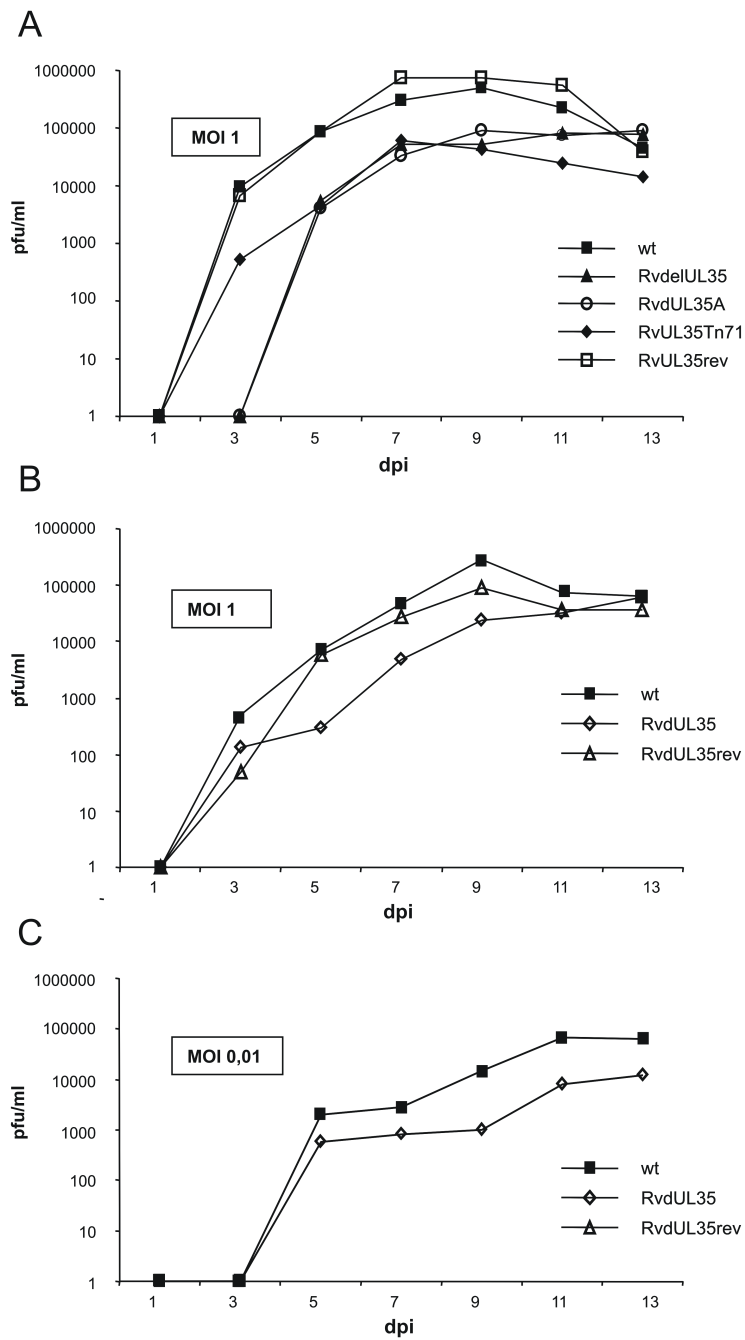 A
1000000
100000
10000
1000
100
10
1
pfu/ml
MOI 1
wt
RvdelUL35
RvdUL35A
RvUL35Tn71
RvUL35rev
1 3 5 7 9 11 13
dpi
B
1000000
100000
10000
1000
100
10
1
pfu/ml
MOI 1
wt
RvdUL35
RvdUL35rev
1 3 5 7 9 11 13
dpi
-
C
1000000
100000
10000
1000
100
10
1
pfu/ml
MOI 0,01
wt
RvdUL35
RvdUL35rev
1 3 5 7 9 11 13
dpi